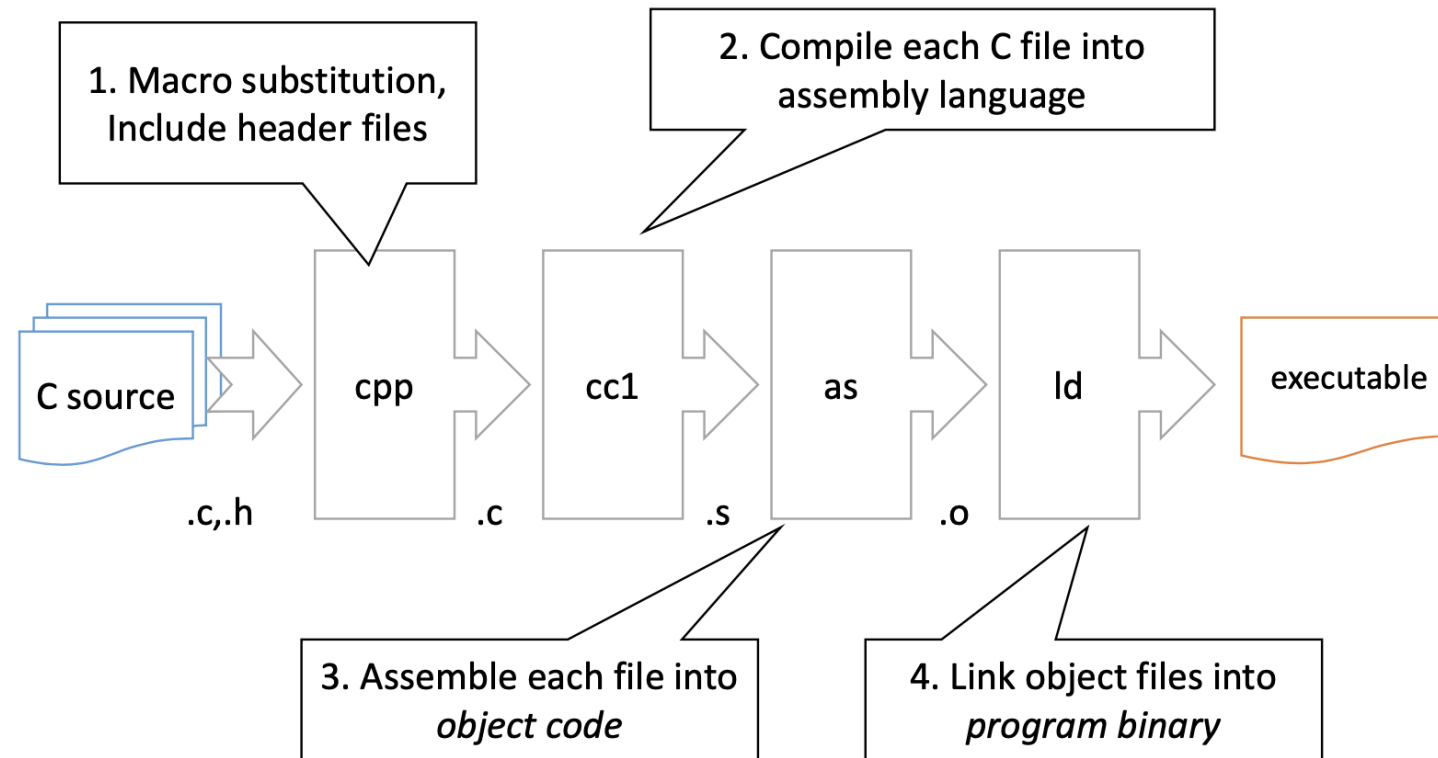 1. Macro substitution,
Include header files
2. Compile each C file into
assembly language
C source
cpp
cc1
as
ld
executable
.c,.h
.c
.s
.o
3. Assemble each file into
object code
4. Link object files into
program binary